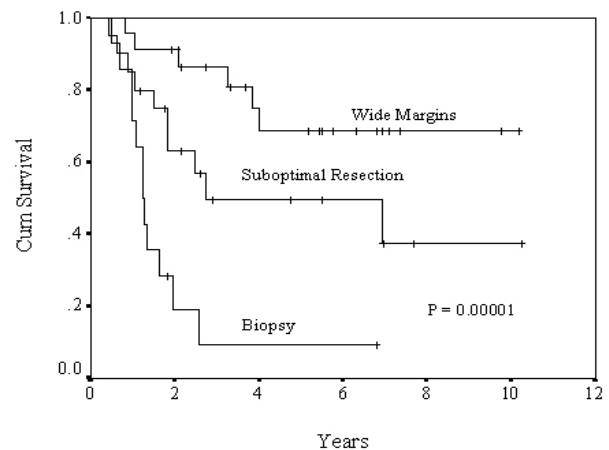 1.0
.8
.6
.4
.2
0.0
Cum Survival
Wide Margins
Suboptimal Resection
P = 0.00001
Biopsy
0 2 4 6 8 10 12
Years